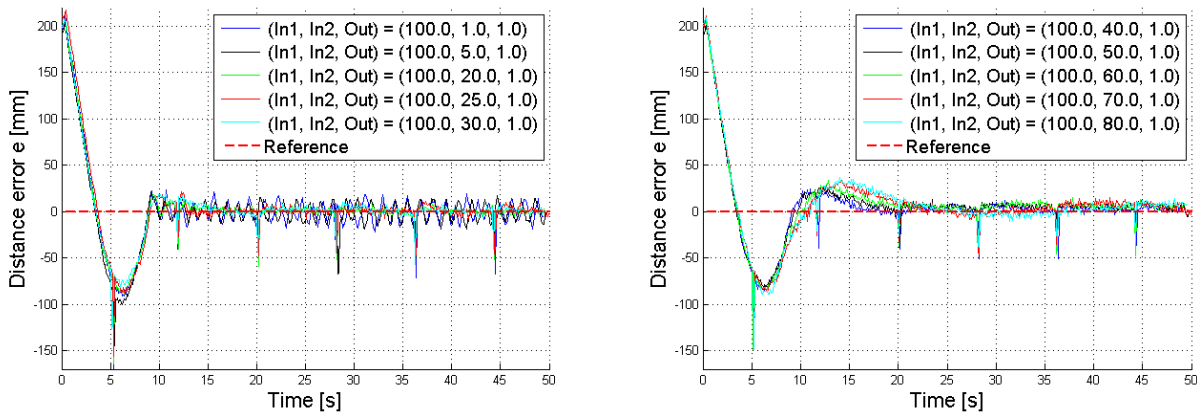 (In1, In2, Out) = (100.0, 1.0, 1.0)
(In1, In2, Out) = (100.0, 5.0, 1.0)
(In1, In2, Out) = (100.0, 20.0, 1.0)
(In1, In2, Out) = (100.0, 25.0, 1.0)
(In1, In2, Out) = (100.0, 30.0, 1.0)
Reference
Distance error e [mm]
200
150
100
50
0
-50
-100
-150
0 5 10 15 20 25 30 35 40 45 50
Time [s]
(In1, In2, Out) = (100.0, 40.0, 1.0)
(In1, In2, Out) = (100.0, 50.0, 1.0)
(In1, In2, Out) = (100.0, 60.0, 1.0)
(In1, In2, Out) = (100.0, 70.0, 1.0)
(In1, In2, Out) = (100.0, 80.0, 1.0)
Reference
Distance error e [mm]
200
150
100
50
0
-50
-100
-150
0 5 10 15 20 25 30 35 40 45 50
Time [s]